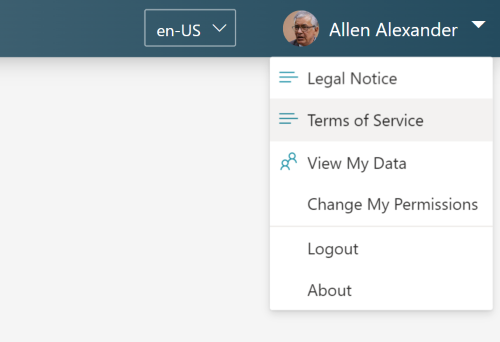 en-US
Allen Alexander
Legal Notice
Terms of Service
View My Data
Change My Permissions
Logout
About